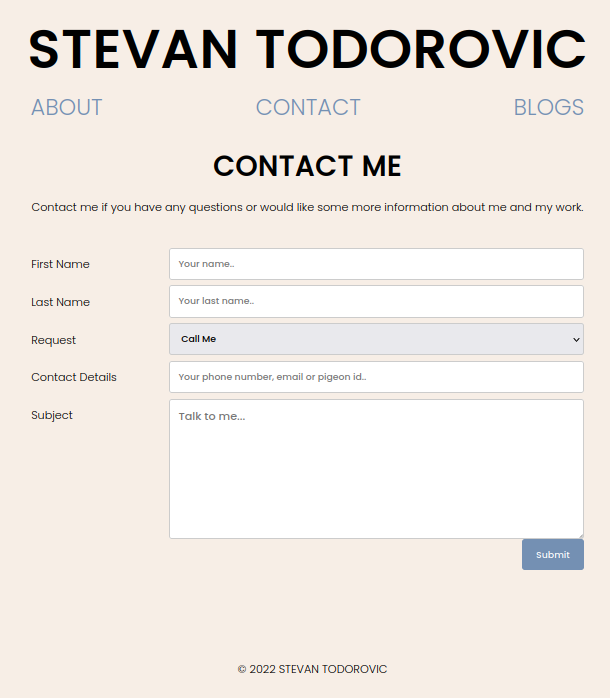 STEVAN TODOROVIC
ABOUT CONTACT BLOGS
CONTACT ME
Contact me if you have any questions or would like some more information about me and my work.
First Name Your name..
Last Name Your last name..
Request Call Me
Contact Details Your phone number, email or pigeon id..
Subject Talk to me...
Submit
© 2022 STEVAN TODOROVIC